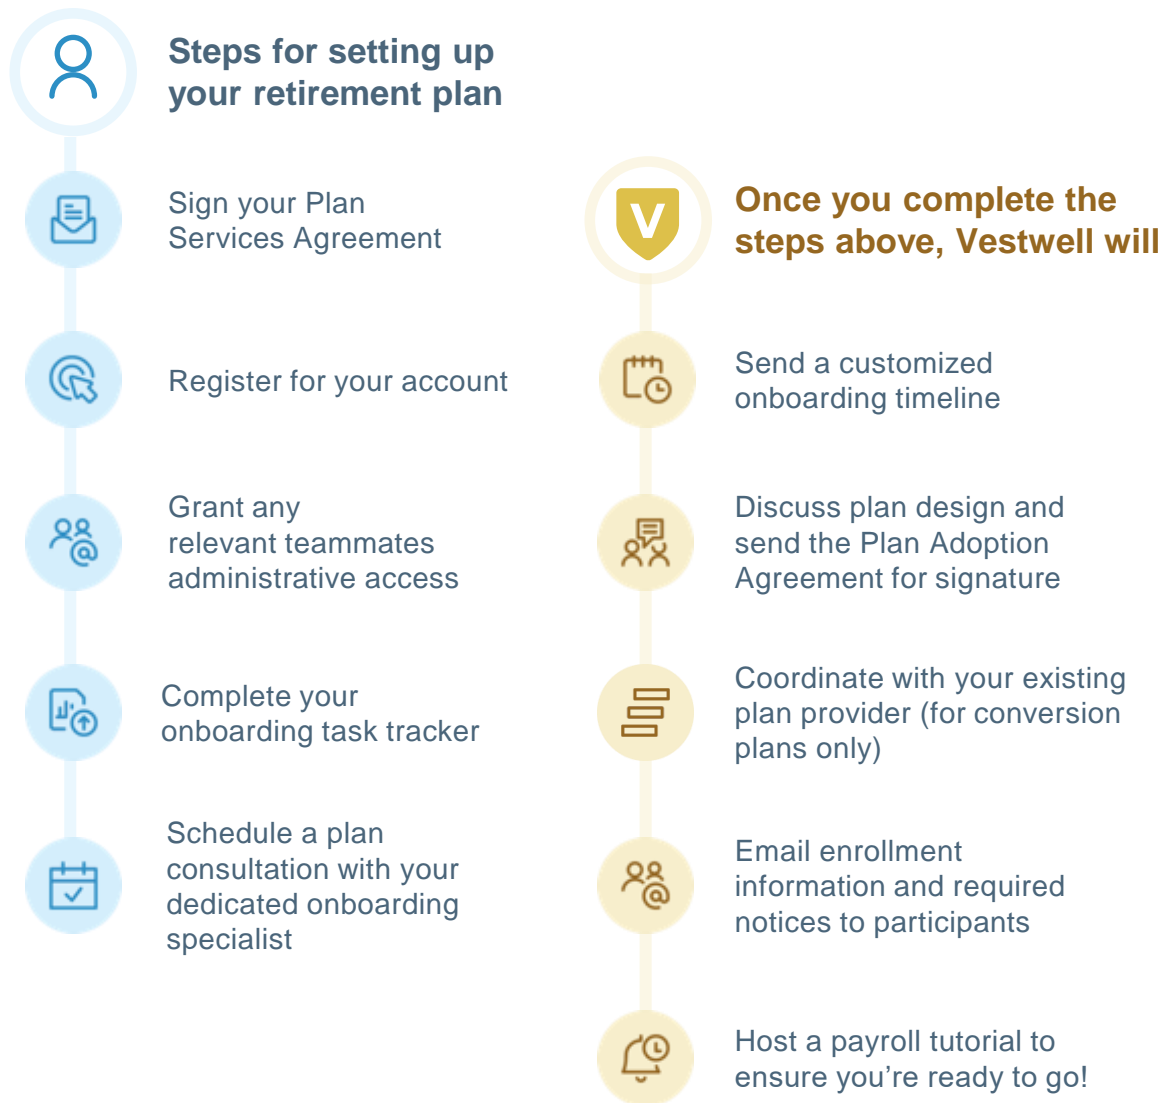 Steps for setting up
your retirement plan
Sign your Plan
Services Agreement
Register for your account
Grant any
relevant teammates
administrative access
Complete your
onboarding task tracker
Schedule a plan
consultation with your
dedicated onboarding
specialist
V
Once you complete the
steps above, Vestwell will
Send a customized
onboarding timeline
Discuss plan design and
send the Plan Adoption
Agreement for signature
Coordinate with your existing
plan provider (for conversion
plans only)
Email enrollment
information and required
notices to participants
Host a payroll tutorial to
ensure you’re ready to go!